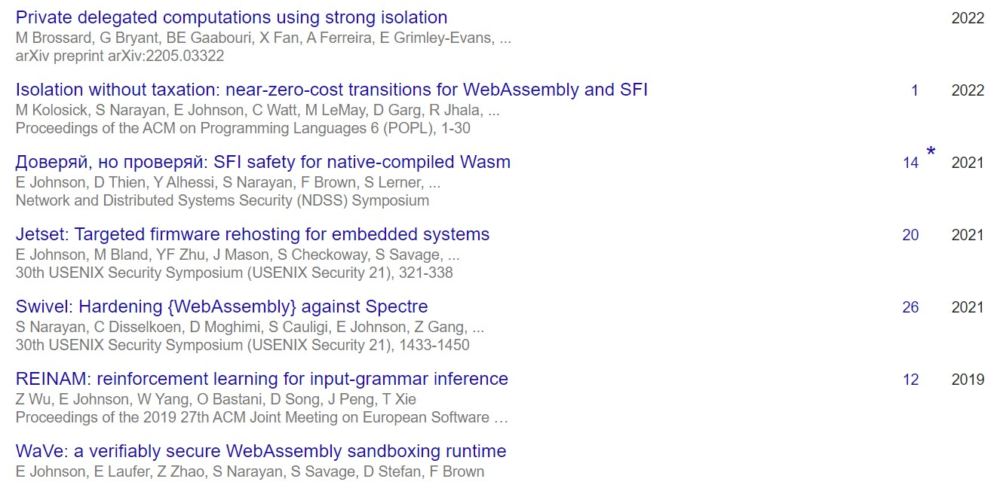 Private delegated computations using strong isolation 2022
M Brossard, G Bryant, BE Gaabouri, X Fan, A Ferreira, E Grimley-Evans, ...
arXiv preprint arXiv:2205.03322
Isolation without taxation: near-zero-cost transitions for WebAssembly and SFI 1 2022
M Kolosick, S Narayan, E Johnson, C Watt, M LeMay, D Garg, R Jhala, ...
Proceedings of the ACM on Programming Languages 6 (POPL), 1-30
Доверяй, но проверяй: SFI safety for native-compiled Wasm 14 * 2021
E Johnson, D Thien, Y Alhessi, S Narayan, F Brown, S Lerner, ...
Network and Distributed Systems Security (NDSS) Symposium
Jetset: Targeted firmware rehosting for embedded systems 20 2021
E Johnson, M Bland, YF Zhu, J Mason, S Checkoway, S Savage, ...
30th USENIX Security Symposium (USENIX Security 21), 321-338
Swivel: Hardening {WebAssembly} against Spectre 26 2021
S Narayan, C Disselkoen, D Moghimi, S Cauligi, E Johnson, Z Gang, ...
30th USENIX Security Symposium (USENIX Security 21), 1433-1450
REINAM: reinforcement learning for input-grammar inference 12 2019
Z Wu, E Johnson, W Yang, O Bastani, D Song, J Peng, T Xie
Proceedings of the 2019 27th ACM Joint Meeting on European Software …
WaVe: a verifiably secure WebAssembly sandboxing runtime
E Johnson, E Laufer, Z Zhao, S Narayan, S Savage, D Stefan, F Brown